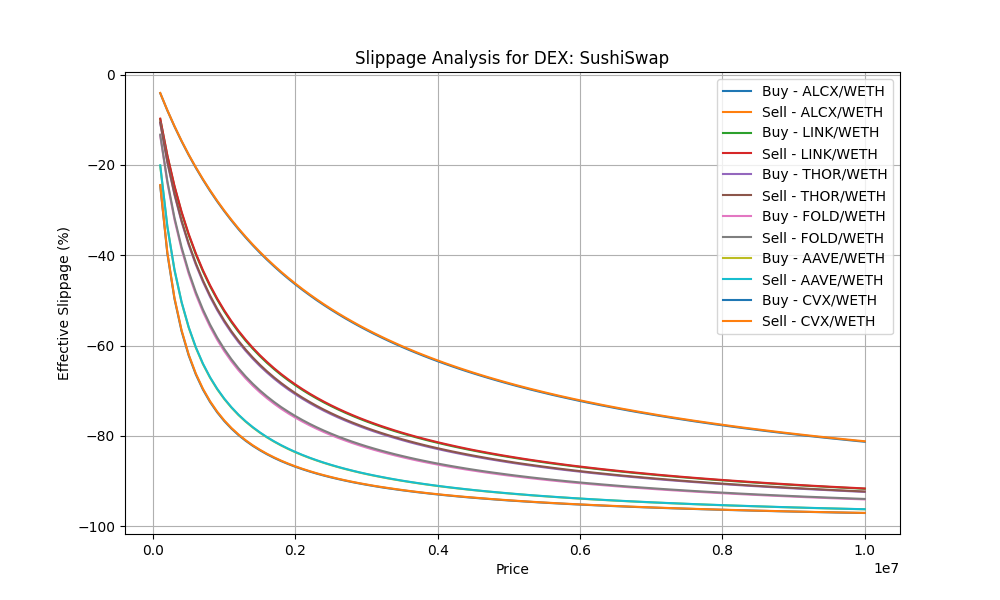 Slippage Analysis for DEX: SushiSwap
Effective Slippage (%)
0
−20
−40
−60
−80
−100
Buy - ALCX/WETH
Sell - ALCX/WETH
Buy - LINK/WETH
Sell - LINK/WETH
Buy - THOR/WETH
Sell - THOR/WETH
Buy - FOLD/WETH
Sell - FOLD/WETH
Buy - AAVE/WETH
Sell - AAVE/WETH
Buy - CVX/WETH
Sell - CVX/WETH
0.0 0.2 0.4 0.6 0.8 1.0
1e7
Price